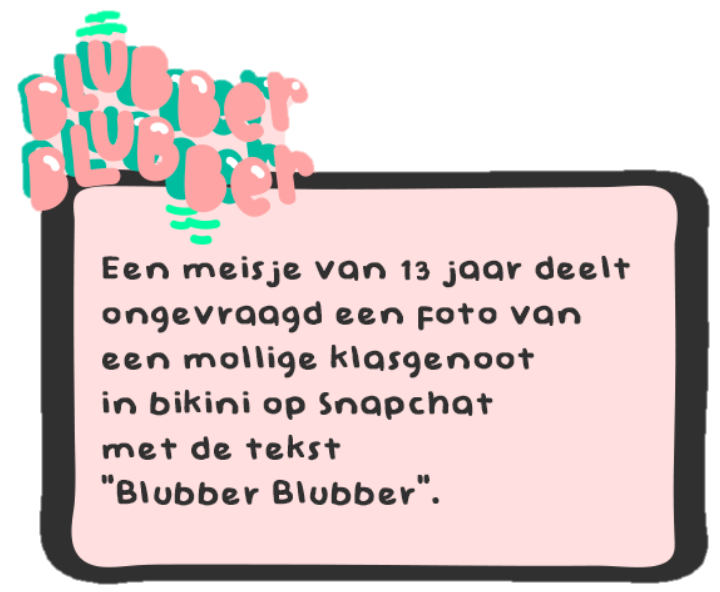 BLUBBer
BLUBBer
Een meisje van 13 jaar deelt
ongevraagd een foto van
een mollige klasgenoot
in bikini op Snapchat
met de tekst
"Blubber Blubber".